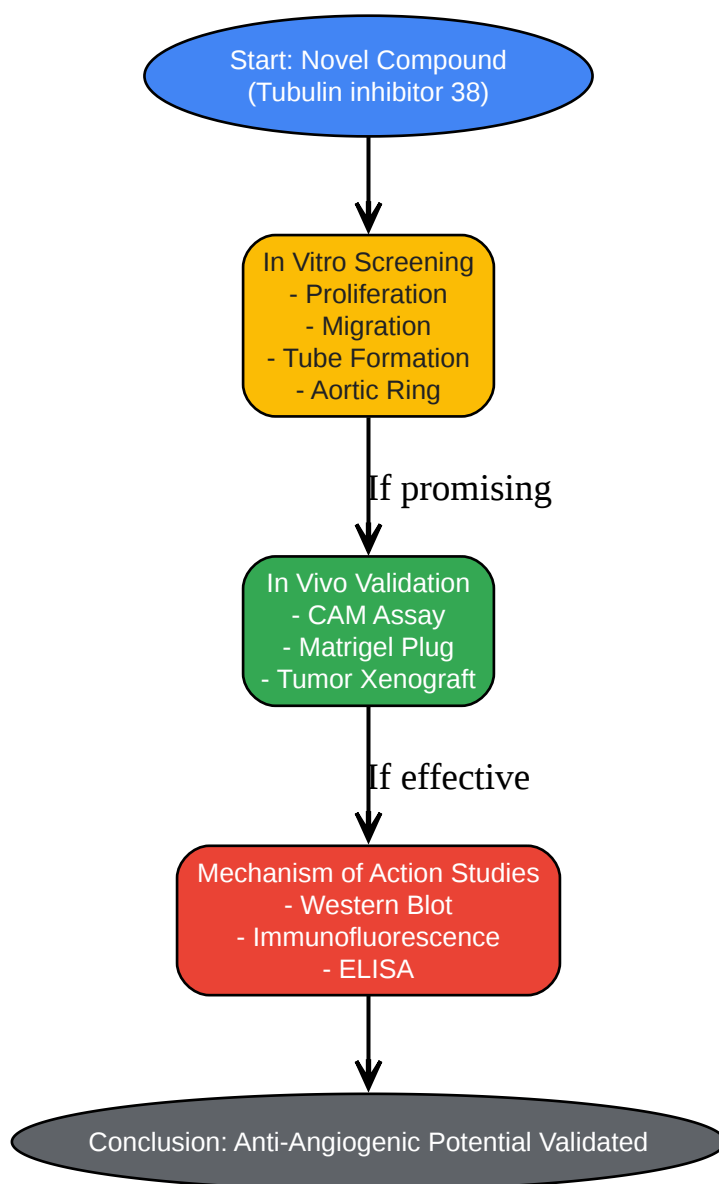 Start: Novel Compound
(Tubulin inhibitor 38)
In Vitro Screening
- Proliferation
- Migration
- Tube Formation
- Aortic Ring
If promising
In Vivo Validation
- CAM Assay
- Matrigel Plug
- Tumor Xenograft
If effective
Mechanism of Action Studies
- Western Blot
- Immunofluorescence
- ELISA
Conclusion: Anti-Angiogenic Potential Validated